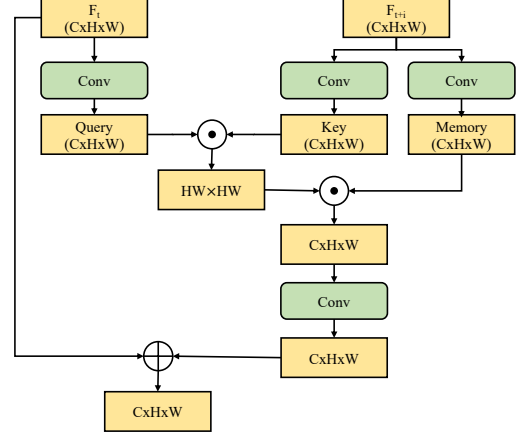 Ft
(CxHxW)
Ft+i
(CxHxW)
Conv
Conv
Conv
Query
(CxHxW)
Key
(CxHxW)
Memory
(CxHxW)
HW×HW
CxHxW
Conv
CxHxW
CxHxW